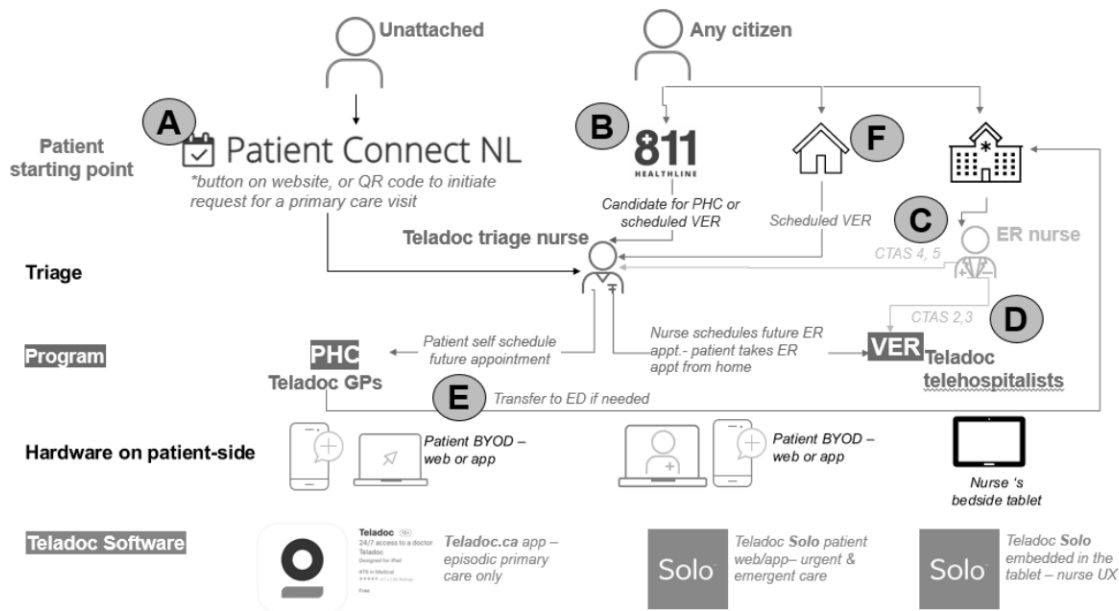 Unattached
Any citizen
A
B
F
Patient
starting point
Patient Connect NL
*button on website, or QR code to initiate
request for a primary care visit
811
HEALTHLINE
Candidate for PHC or
scheduled VER
Scheduled VER
C
ER nurse
CTAS 4, 5
Teladoc triage nurse
Triage
CTAS 2,3
D
Program
PHC
Teladoc GPs
Patient self schedule
future appointment
Nurse schedules future ER
appt.- patient takes ER
appt from home
VER
Teladoc
telehospitalists
E
Transfer to ED if needed
Hardware on patient-side
Patient BYOD –
web or app
Patient BYOD –
web or app
Nurse ‘s
bedside tablet
Teladoc Software
Teladoc
24/7 access to a doctor
Teladoc
Designed for iPad
Free
Teladoc.ca app –
episodic primary
care only
Solo
Teladoc Solo patient
web/app– urgent &
emergent care
Solo
Teladoc Solo
embedded in the
tablet – nurse UX